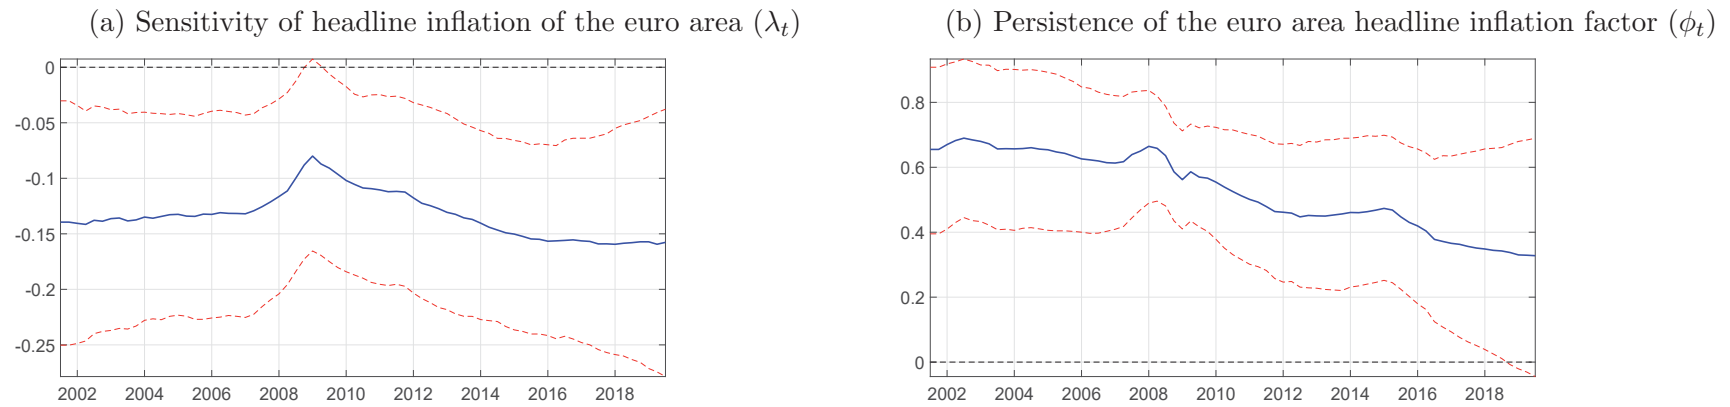 (a) Sensitivity of headline inflation of the euro area (λt)
0
-0.05
-0.1
-0.15
-0.2
-0.25
2002 2004 2006 2008 2010 2012 2014 2016 2018
(b) Persistence of the euro area headline inflation factor (ϕt)
0.8
0.6
0.4
0.2
0
2002 2004 2006 2008 2010 2012 2014 2016 2018